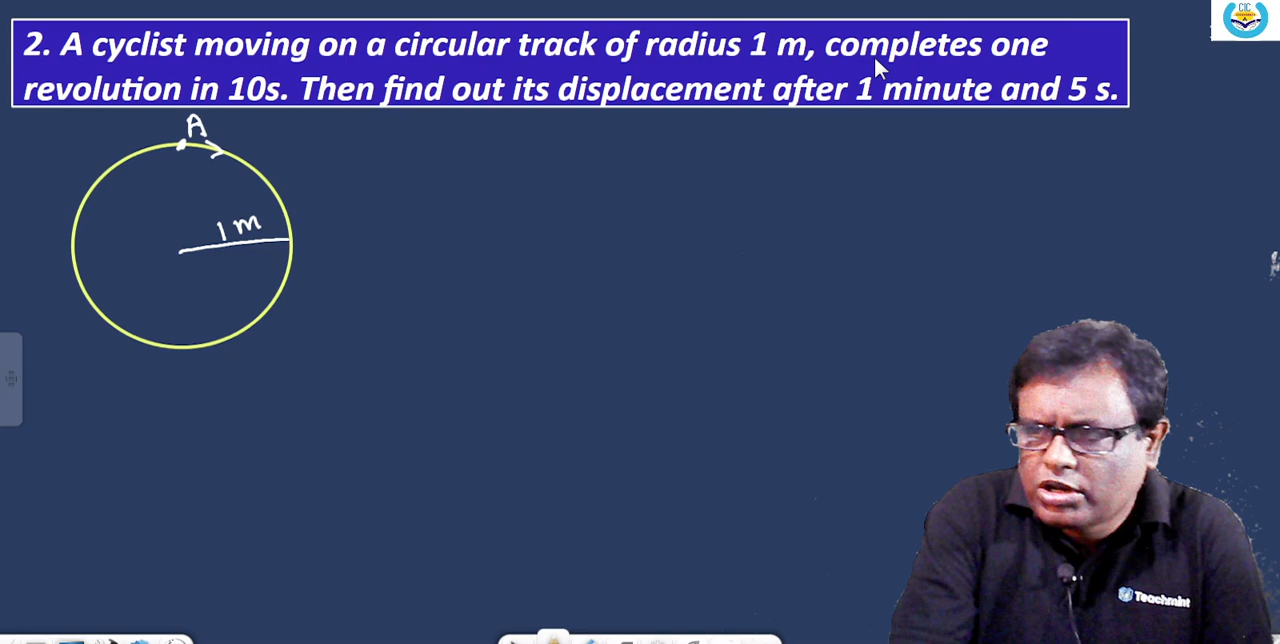 2. A cyclist moving on a circular track of radius 1 m, completes one
revolution in 10s. Then find out its displacement after 1 minute and 5 s.
A
1 m
CIC
Teachmint